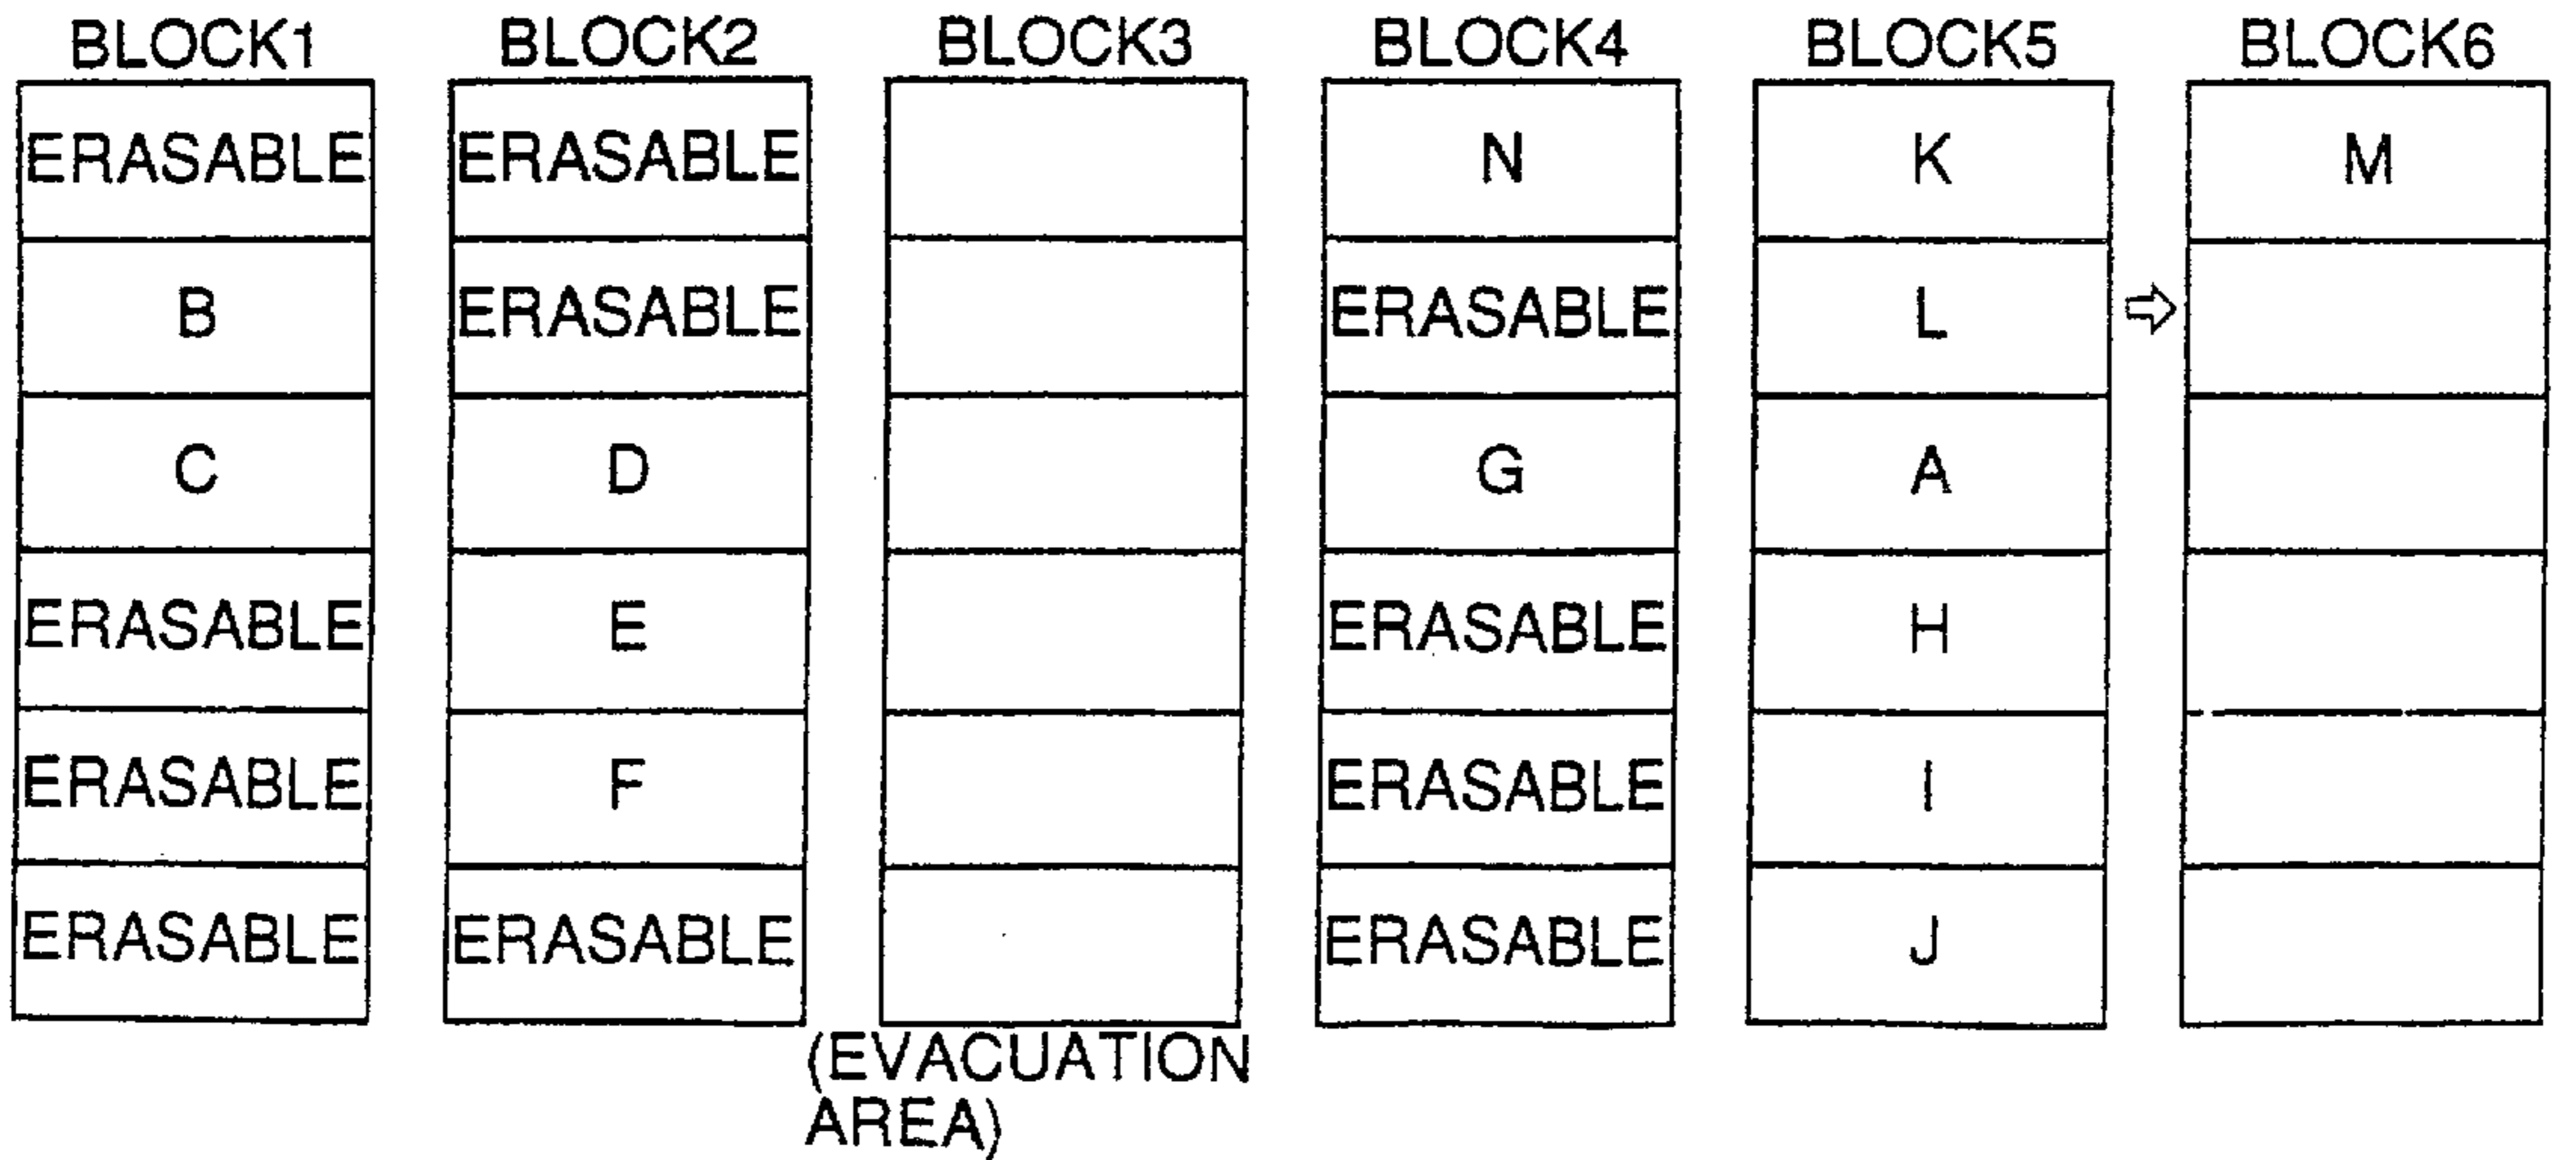 BLOCK1 BLOCK2 BLOCK3 BLOCK4 BLOCK5 BLOCK6
ERASABLE ERASABLE N K M
B ERASABLE ERASABLE L
C D G A
ERASABLE E ERASABLE H
ERASABLE F ERASABLE I
ERASABLE ERASABLE ERASABLE J
(EVACUATION
AREA)